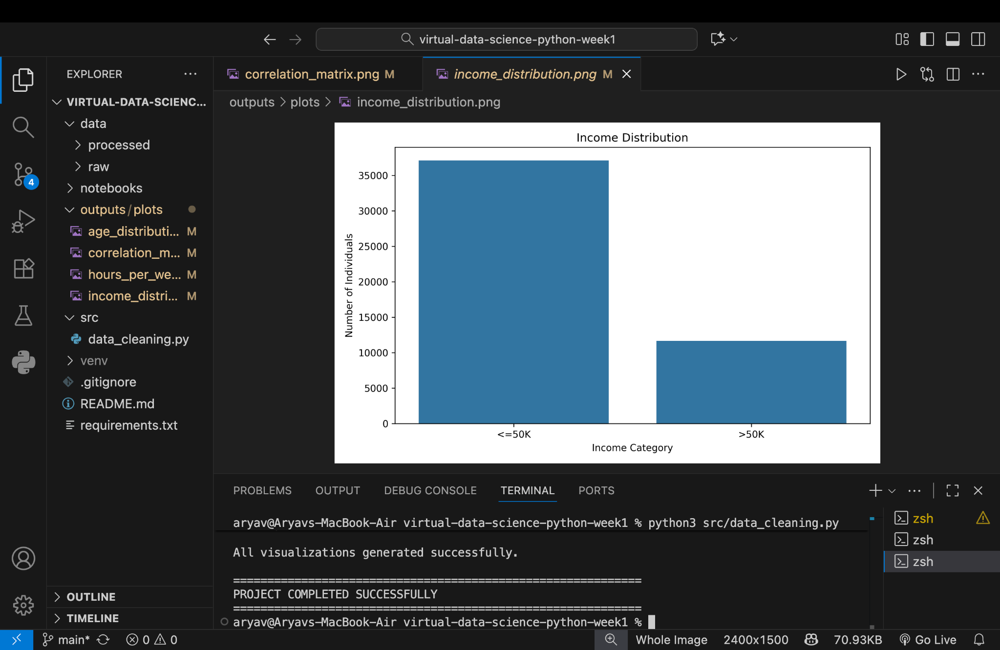 virtual-data-science-python-week1
EXPLORER
correlation_matrix.png M
income_distribution.png M
outputs > plots > income_distribution.png
VIRTUAL-DATA-SCIENC...
data
processed
raw
notebooks
outputs/plots
age_distributi... M
correlation_m... M
hours_per_we... M
income_distri... M
src
data_cleaning.py
venv
.gitignore
README.md
requirements.txt
OUTLINE
TIMELINE
4
Income Distribution
Number of Individuals
35000
30000
25000
20000
15000
10000
5000
0
<=50K >50K
Income Category
PROBLEMS OUTPUT DEBUG CONSOLE TERMINAL PORTS
aryav@Aryavs-MacBook-Air virtual-data-science-python-week1 % python3 src/data_cleaning.py
All visualizations generated successfully.
============================================================
PROJECT COMPLETED SUCCESSFULLY
============================================================
aryav@Aryavs-MacBook-Air virtual-data-science-python-week1 %
zsh
zsh
zsh
main* 0 0 Whole Image 2400x1500 70.93KB Go Live